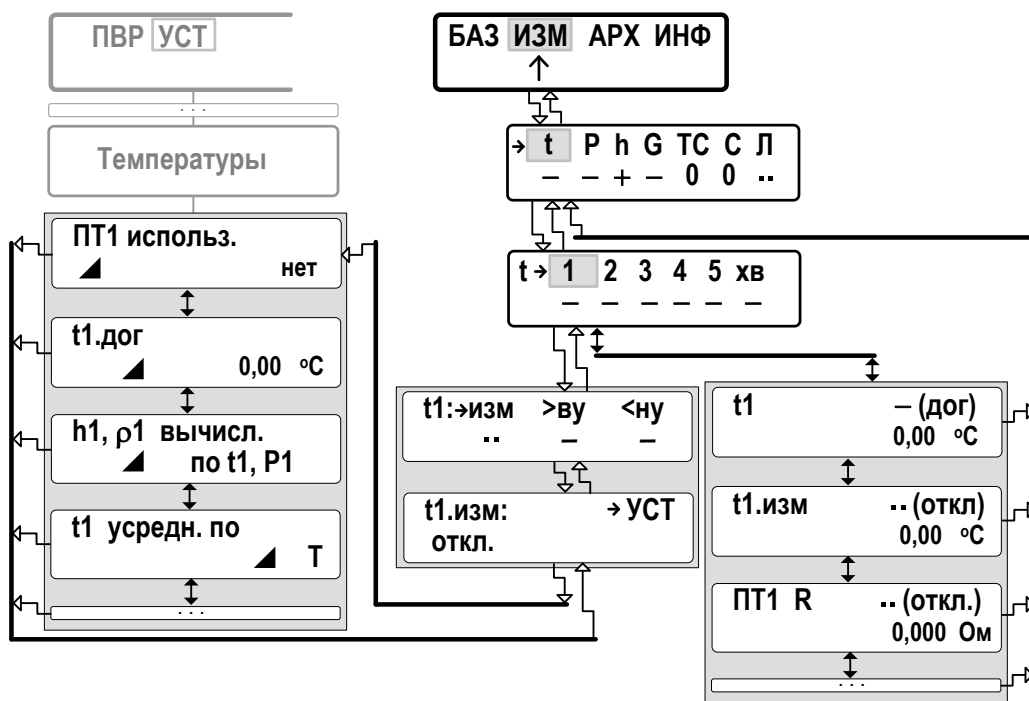 ПВР УСТ
. . .
Температуры
ПТ1 использ.
нет
t1.дог
0,00 °C
h1, ρ1 вычисл.
по t1, P1
t1 усредн. по
T
. . .
БАЗ ИЗМ АРХ ИНФ
↑
→ t P h G ТС С Л
– – + – 0 0 ..
t → 1 2 3 4 5 хв
– – – – – –
t1:→изм >ву <ну
.. – –
t1.изм: → УСТ
откл.
t1 – (дог)
0,00 °C
t1.изм .. (откл)
0,00 °C
ПТ1 R .. (откл.)
0,000 Ом
. . .